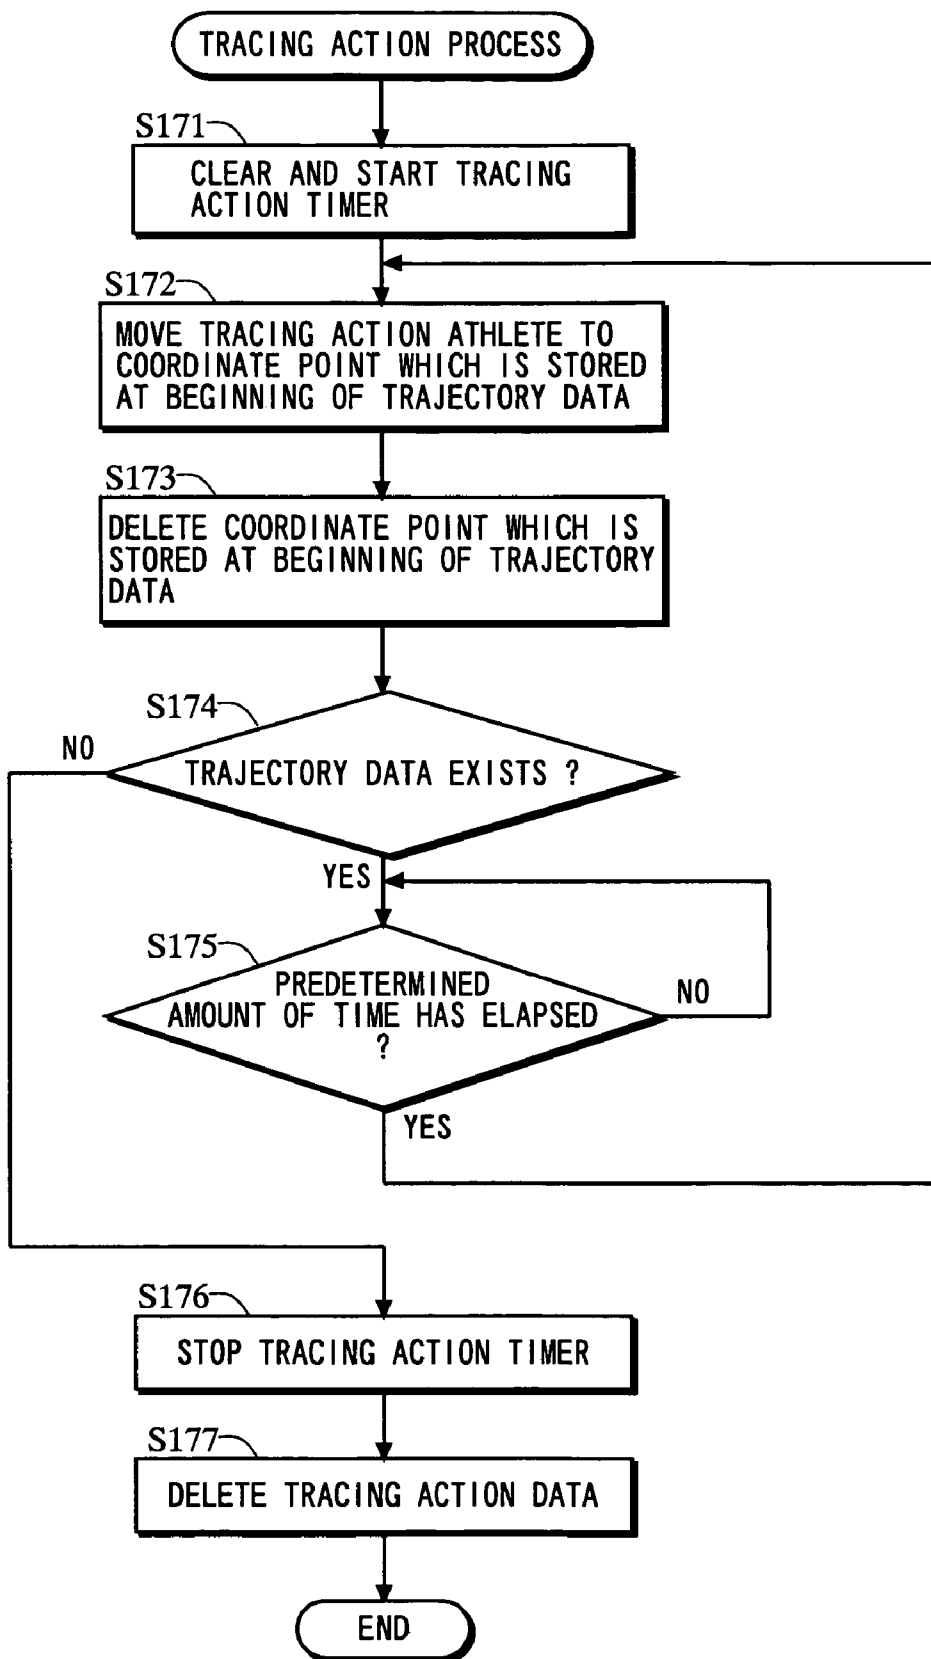 TRACING ACTION PROCESS
S171
CLEAR AND START TRACING
ACTION TIMER
S172
MOVE TRACING ACTION ATHLETE TO
COORDINATE POINT WHICH IS STORED
AT BEGINNING OF TRAJECTORY DATA
S173
DELETE COORDINATE POINT WHICH IS
STORED AT BEGINNING OF TRAJECTORY
DATA
S174
NO
TRAJECTORY DATA EXISTS ?
YES
S175
PREDETERMINED
AMOUNT OF TIME HAS ELAPSED
?
NO
YES
S176
STOP TRACING ACTION TIMER
S177
DELETE TRACING ACTION DATA
END